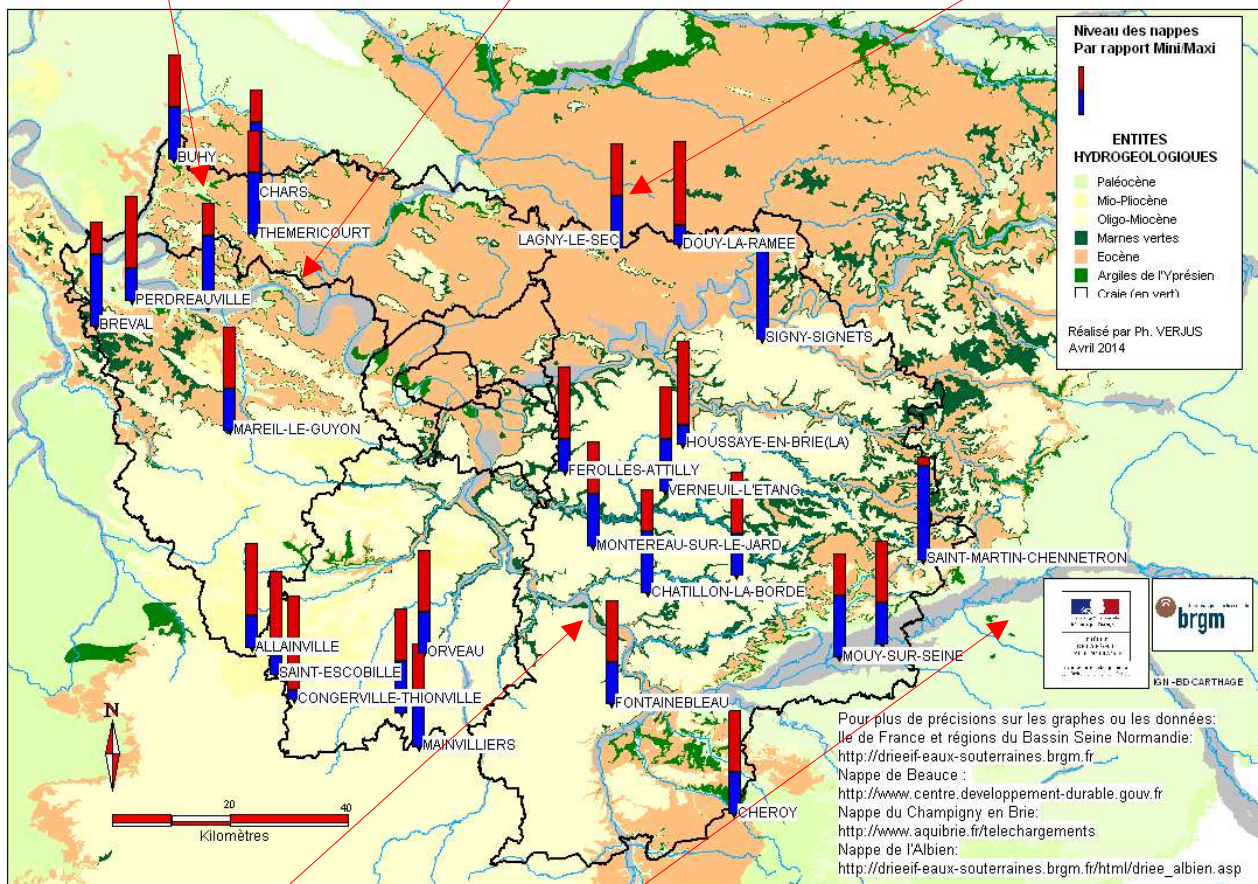 Niveau des nappes
Par rapport Mini/Maxi
ENTITES
HYDROGEOLOGIQUES
Paléocène
Mio-Pliocène
Oligo-Miocène
Marnes vertes
Eocène
Argiles de l'Yprésien
Craie (en vert)
Réalisé par Ph. VERJUS
Avril 2014
BUHY
CHARS
THEMERICOURT
LAGNY-LE-SEC
DOUY-LA-RAMEE
PERDREAUVILLE
BREVAL
SIGNY-SIGNETS
MAREIL-LE-GUYON
HOUSSAYE-EN-BRIE(LA)
FEROLLES-ATTILLY
VERNEUIL-L'ETANG
MONTEREAU-SUR-LE-JARD
SAINT-MARTIN-CHENNETRON
CHATILLON-LA-BORDE
ALLAINVILLE
ORVEAU
SAINT-ESCOBILLE
MOUY-SUR-SEINE
CONGERVILLE-THIONVILLE
FONTAINEBLEAU
MAINVILLIERS
CHEROY
brgm
IGN-BD CARTHAGE
N
20
40
Kilomètres
Pour plus de précisions sur les graphes ou les données:
Ile de France et régions du Bassin Seine Normandie:
http://drieeif-eaux-souterraines.brgm.fr
Nappe de Beauce :
http://www.centre.developpement-durable.gouv.fr
Nappe du Champigny en Brie:
http://www.aquibrie.fr/telechargements
Nappe de l'Albien:
http://drieeif-eaux-souterraines.brgm.fr/html/driee_albien.asp